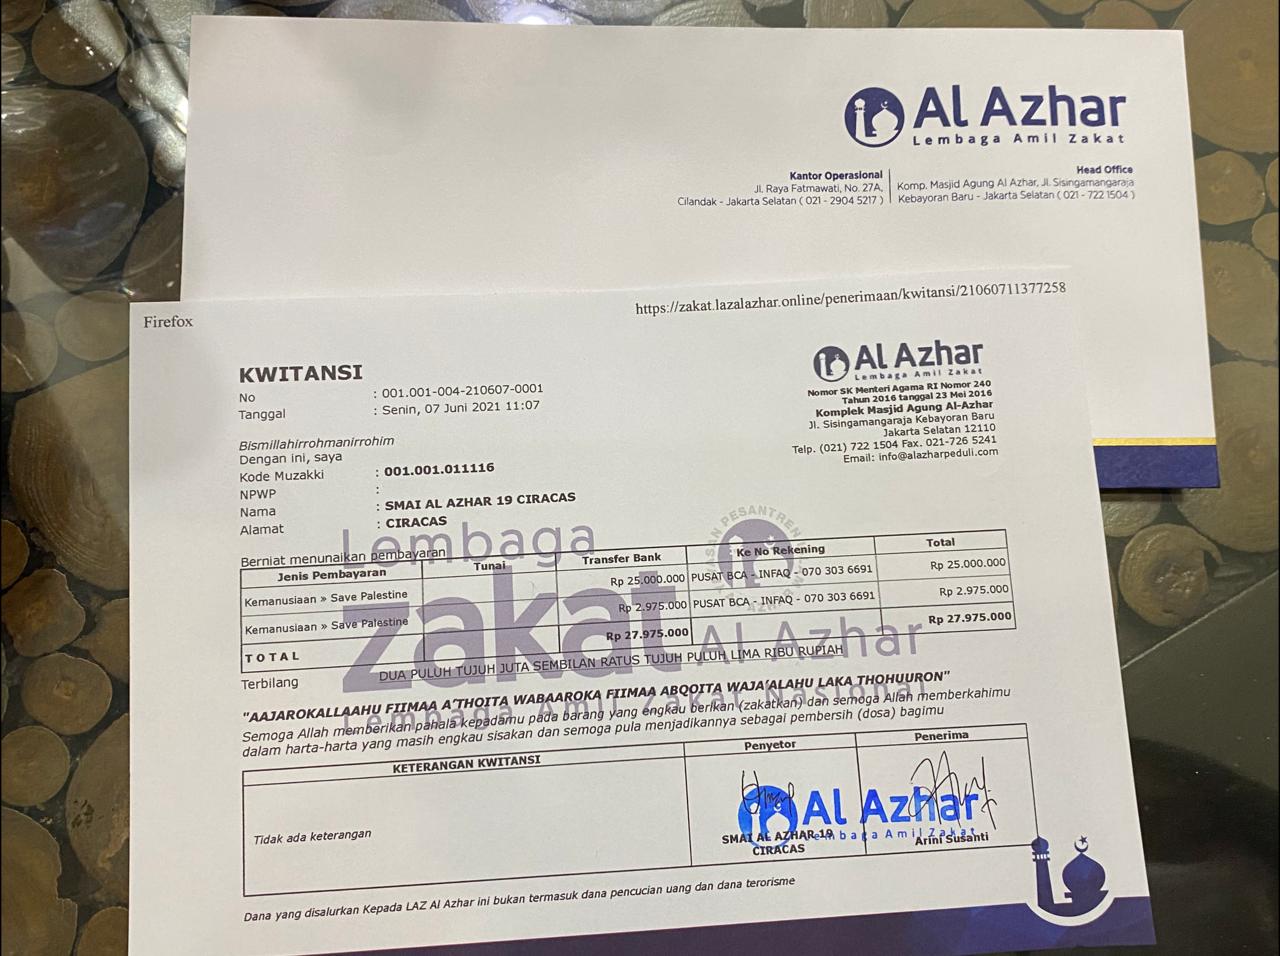 Al Azhar
Lembaga Amil Zakat
Kantor Operasional
Jl. Raya Fatmawati, No. 27A,
Cilandak - Jakarta Selatan ( 021 - 2904 5217 )
Head Office
Komp. Masjid Agung Al Azhar, Jl. Sisingamangaraja
Kebayoran Baru - Jakarta Selatan ( 021 - 722 1504 )
Firefox
https://zakat.lazalazhar.online/penerimaan/kwitansi/21060711377258
KWITANSI
No : 001.001-004-210607-0001
Tanggal : Senin, 07 Juni 2021 11:07
Al Azhar
Lembaga Amil Zakat
Nomor SK Menteri Agama RI Nomor 240
Tahun 2016 tanggal 23 Mei 2016
Komplek Masjid Agung Al-Azhar
Jl. Sisingamangaraja Kebayoran Baru
Jakarta Selatan 12110
Telp. (021) 722 1504 Fax. 021-726 5241
Email: info@alazharpeduli.com
Bismillahirrohmanirrohim
Dengan ini, saya
Kode Muzakki : 001.001.011116
NPWP :
Nama : SMAI AL AZHAR 19 CIRACAS
Alamat : CIRACAS
Lembaga
zakat Al Azhar
Lembaga Amil Zakat Nasional
PESANTREN
Berniat menunaikan pembayaran
Jenis Pembayaran Tunai Transfer Bank Ke No Rekening Total
Kemanusiaan » Save Palestine Rp 25.000.000 PUSAT BCA - INFAQ - 070 303 6691 Rp 25.000.000
Kemanusiaan » Save Palestine Rp 2.975.000 PUSAT BCA - INFAQ - 070 303 6691 Rp 2.975.000
T O T A L Rp 27.975.000 Rp 27.975.000
Terbilang DUA PULUH TUJUH JUTA SEMBILAN RATUS TUJUH PULUH LIMA RIBU RUPIAH
"AAJAROKALLAAHU FIIMAA A'THOITA WABAAROKA FIIMAA ABQOITA WAJA'ALAHU LAKA THOHUURON"
Semoga Allah memberikan pahala kepadamu pada barang yang engkau berikan (zakatkan) dan semoga Allah memberkahimu
dalam harta-harta yang masih engkau sisakan dan semoga pula menjadikannya sebagai pembersih (dosa) bagimu
KETERANGAN KWITANSI Penyetor Penerima
Tidak ada keterangan
Al Azhar
Lembaga Amil Zakat
SMAI AL AZHAR 19
CIRACAS
Arini Susanti
Dana yang disalurkan Kepada LAZ Al Azhar ini bukan termasuk dana pencucian uang dan dana terorisme